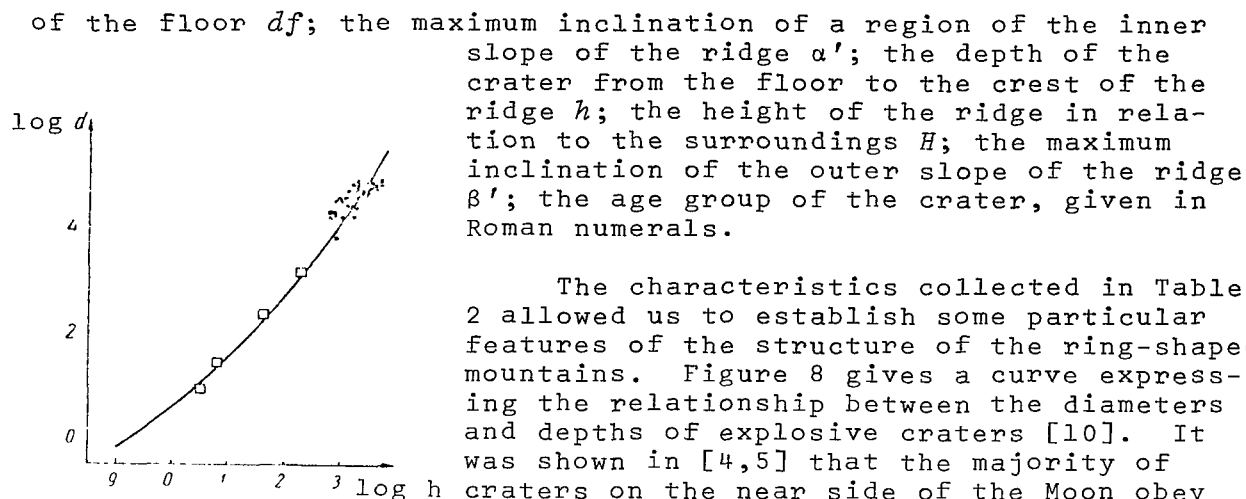 of the floor df; the maximum inclination of a region of the inner
slope of the ridge α'; the depth of the
crater from the floor to the crest of the
ridge h; the height of the ridge in rela-
tion to the surroundings H; the maximum
inclination of the outer slope of the ridge
β'; the age group of the crater, given in
Roman numerals.
The characteristics collected in Table
2 allowed us to establish some particular
features of the structure of the ring-shape
mountains. Figure 8 gives a curve express-
ing the relationship between the diameters
and depths of explosive craters [10]. It
was shown in [4,5] that the majority of
craters on the near side of the Moon obey
log d
4
2
0
9 0 1 2 3 log h